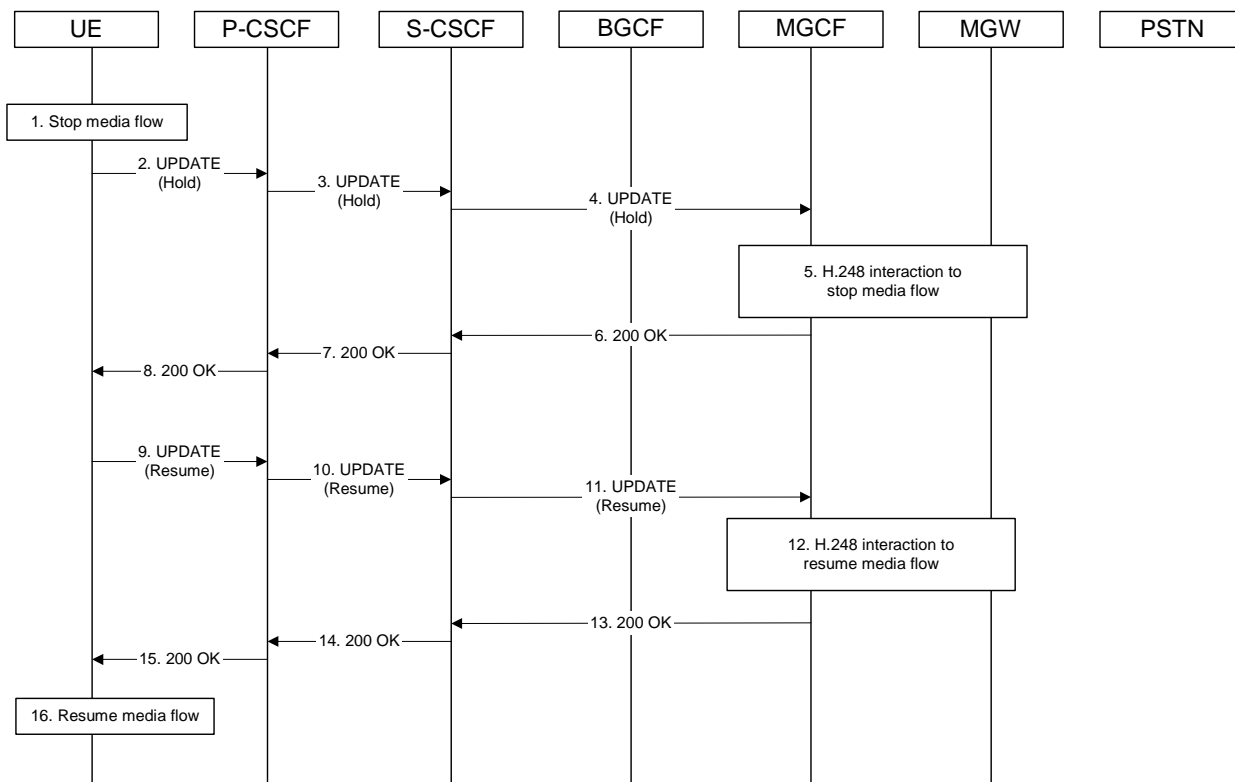 UE
P-CSCF
S-CSCF
BGCF
MGCF
MGW
PSTN
1. Stop media flow
2. UPDATE
(Hold)
3. UPDATE
(Hold)
4. UPDATE
(Hold)
5. H.248 interaction to
stop media flow
6. 200 OK
7. 200 OK
8. 200 OK
9. UPDATE
(Resume)
10. UPDATE
(Resume)
11. UPDATE
(Resume)
12. H.248 interaction to
resume media flow
13. 200 OK
14. 200 OK
15. 200 OK
16. Resume media flow